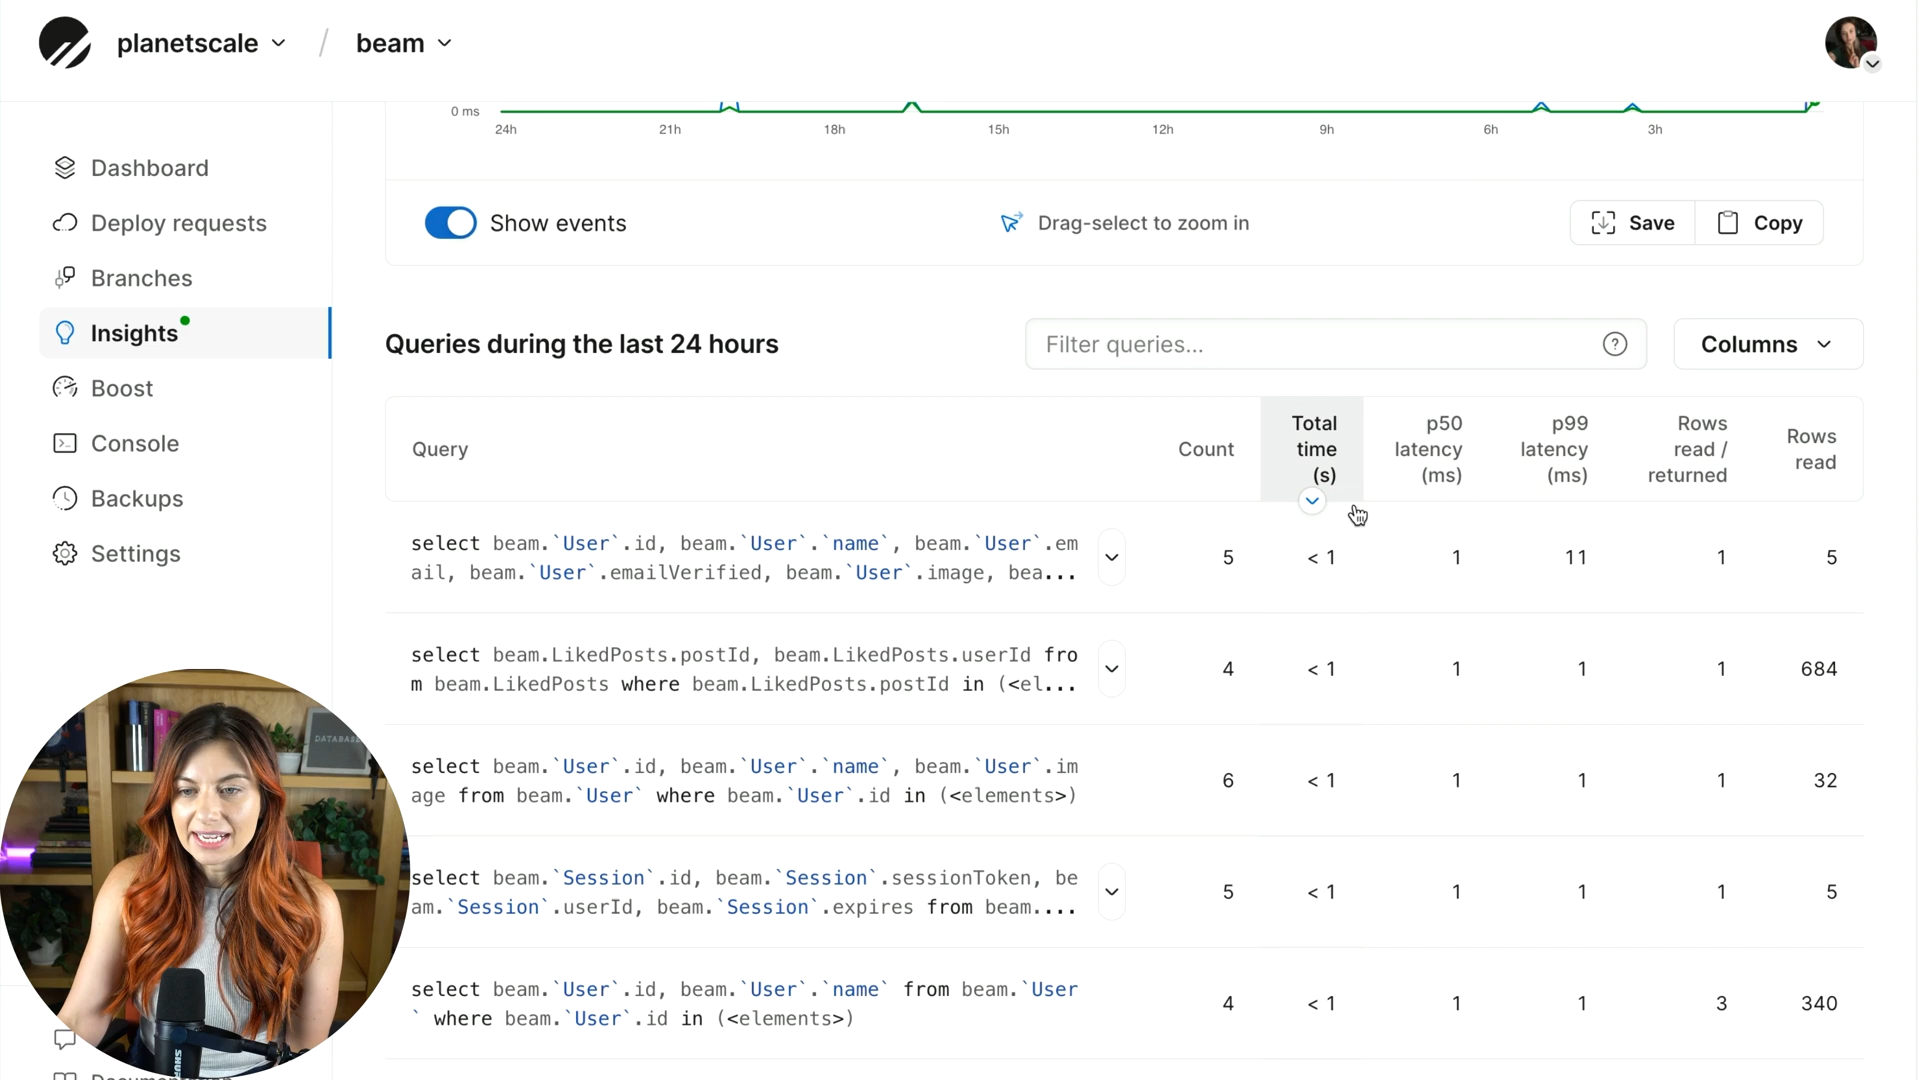 planetscale / beam
0 ms
24h 21h 18h 15h 12h 9h 6h 3h
Dashboard
Deploy requests
Branches
Insights
Boost
Console
Backups
Settings
Show events
Drag-select to zoom in
Save
Copy
Queries during the last 24 hours
Filter queries...
?
Columns
Query
Count
Total
time
(s)
p50
latency
(ms)
p99
latency
(ms)
Rows
read /
returned
Rows
read
select beam.`User`.id, beam.`User`.`name`, beam.`User`.em
ail, beam.`User`.emailVerified, beam.`User`.image, bea...
5 < 1 1 11 1 5
select beam.LikedPosts.postId, beam.LikedPosts.userId fro
m beam.LikedPosts where beam.LikedPosts.postId in (<el...
4 < 1 1 1 1 684
select beam.`User`.id, beam.`User`.`name`, beam.`User`.im
age from beam.`User` where beam.`User`.id in (<elements>)
6 < 1 1 1 1 32
select beam.`Session`.id, beam.`Session`.sessionToken, be
am.`Session`.userId, beam.`Session`.expires from beam....
5 < 1 1 1 1 5
select beam.`User`.id, beam.`User`.`name` from beam.`User
` where beam.`User`.id in (<elements>)
4 < 1 1 1 3 340
DATABASE
SHURE